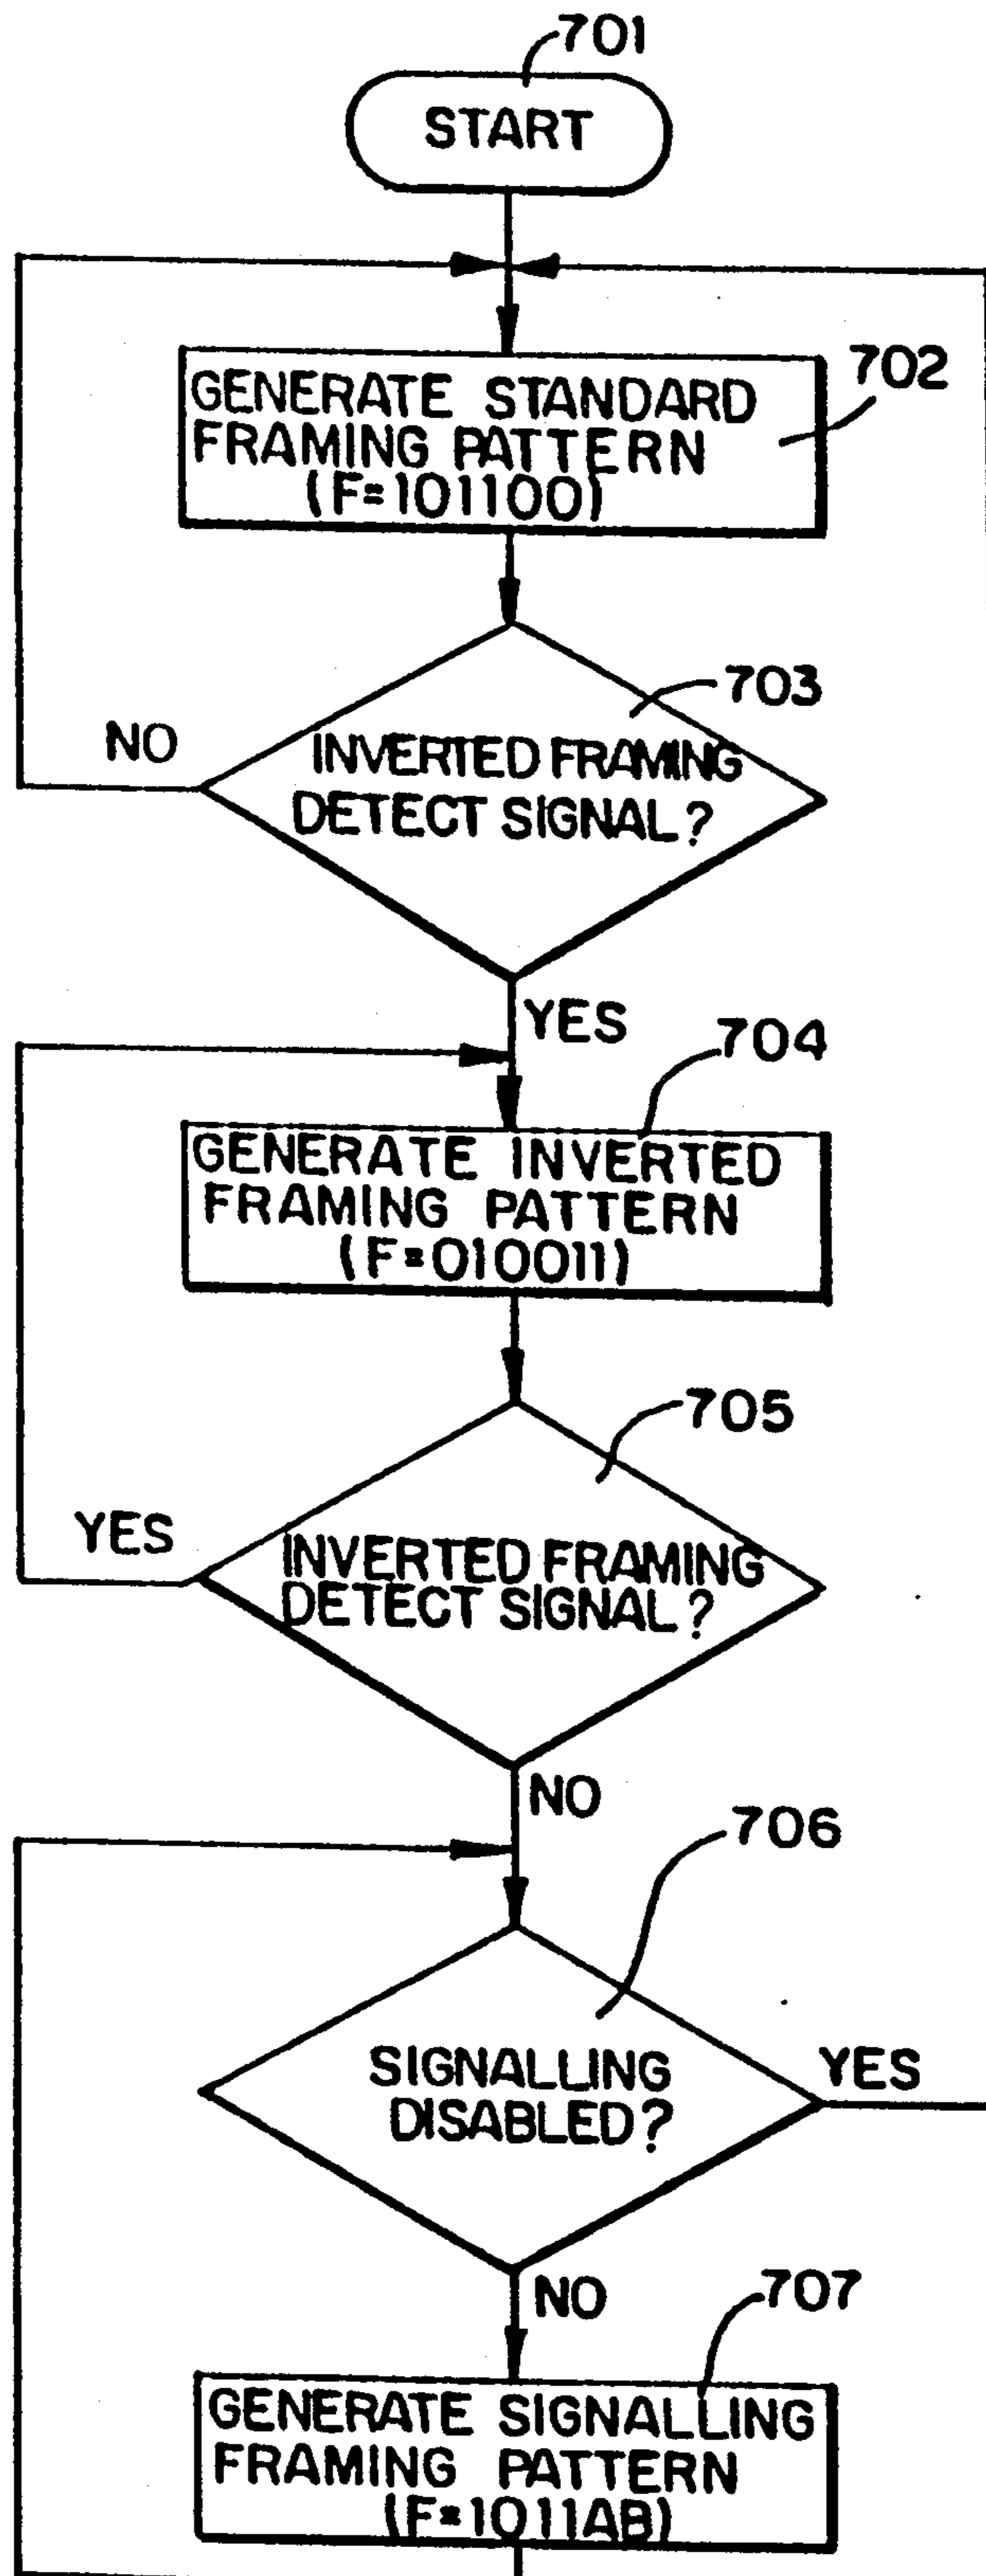 701
START
702
GENERATE STANDARD
FRAMING PATTERN
(F=101100)
703
NO
INVERTED FRAMING
DETECT SIGNAL?
YES
704
GENERATE INVERTED
FRAMING PATTERN
(F=010011)
705
YES
INVERTED FRAMING
DETECT SIGNAL?
NO
706
SIGNALLING
DISABLED?
YES
NO
707
GENERATE SIGNALLING
FRAMING PATTERN
(F=1011AB)